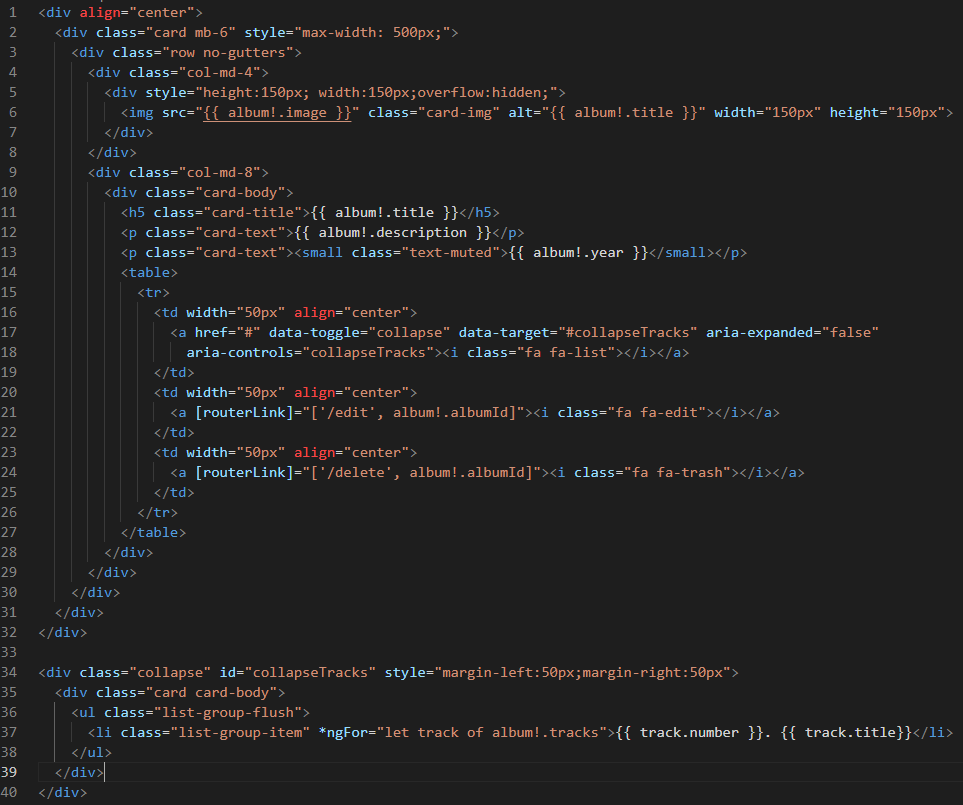 1 <div align="center">
2   <div class="card mb-6" style="max-width: 500px;">
3     <div class="row no-gutters">
4       <div class="col-md-4">
5         <div style="height:150px; width:150px;overflow:hidden;">
6           <img src="{{ album!.image }}" class="card-img" alt="{{ album!.title }}" width="150px" height="150px">
7         </div>
8       </div>
9       <div class="col-md-8">
10         <div class="card-body">
11           <h5 class="card-title">{{ album!.title }}</h5>
12           <p class="card-text">{{ album!.description }}</p>
13           <p class="card-text"><small class="text-muted">{{ album!.year }}</small></p>
14           <table>
15             <tr>
16               <td width="50px" align="center">
17                 <a href="#" data-toggle="collapse" data-target="#collapseTracks" aria-expanded="false"
18                   aria-controls="collapseTracks"><i class="fa fa-list"></i></a>
19               </td>
20               <td width="50px" align="center">
21                 <a [routerLink]="['/edit', album!.albumId]"><i class="fa fa-edit"></i></a>
22               </td>
23               <td width="50px" align="center">
24                 <a [routerLink]="['/delete', album!.albumId]"><i class="fa fa-trash"></i></a>
25               </td>
26             </tr>
27           </table>
28         </div>
29       </div>
30     </div>
31   </div>
32 </div>
33
34 <div class="collapse" id="collapseTracks" style="margin-left:50px;margin-right:50px">
35   <div class="card card-body">
36     <ul class="list-group-flush">
37       <li class="list-group-item" *ngFor="let track of album!.tracks">{{ track.number }}. {{ track.title}}</li>
38     </ul>
39   </div>
40 </div>